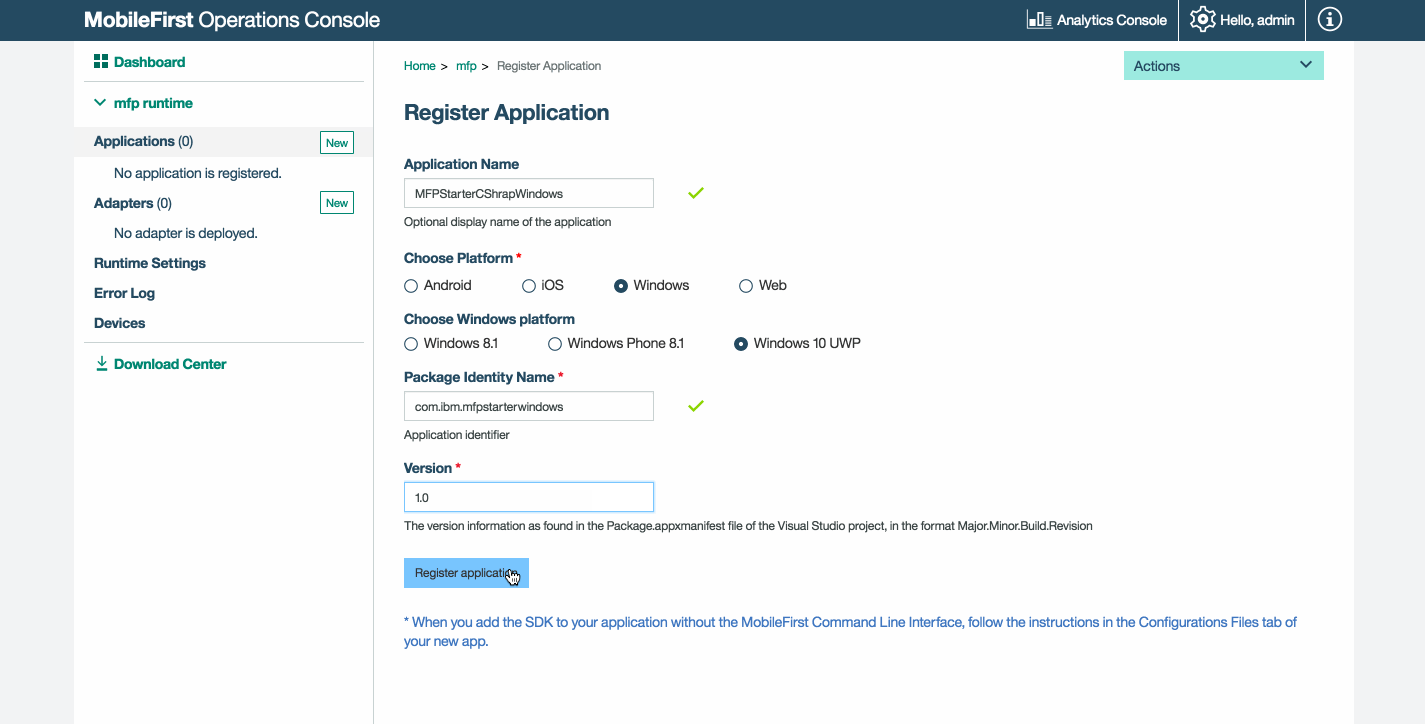 MobileFirst Operations Console
Analytics Console
Hello, admin
Dashboard
mfp runtime
Applications (0)
New
No application is registered.
Adapters (0)
New
No adapter is deployed.
Runtime Settings
Error Log
Devices
Download Center
Home > mfp > Register Application
Actions
Register Application
Application Name
MFPStarterCShrapWindows
Optional display name of the application
Choose Platform *
Android iOS Windows Web
Choose Windows platform
Windows 8.1 Windows Phone 8.1 Windows 10 UWP
Package Identity Name *
com.ibm.mfpstarterwindows
Application identifier
Version *
1.0
The version information as found in the Package.appxmanifest file of the Visual Studio project, in the format Major.Minor.Build.Revision
Register application
* When you add the SDK to your application without the MobileFirst Command Line Interface, follow the instructions in the Configurations Files tab of
your new app.